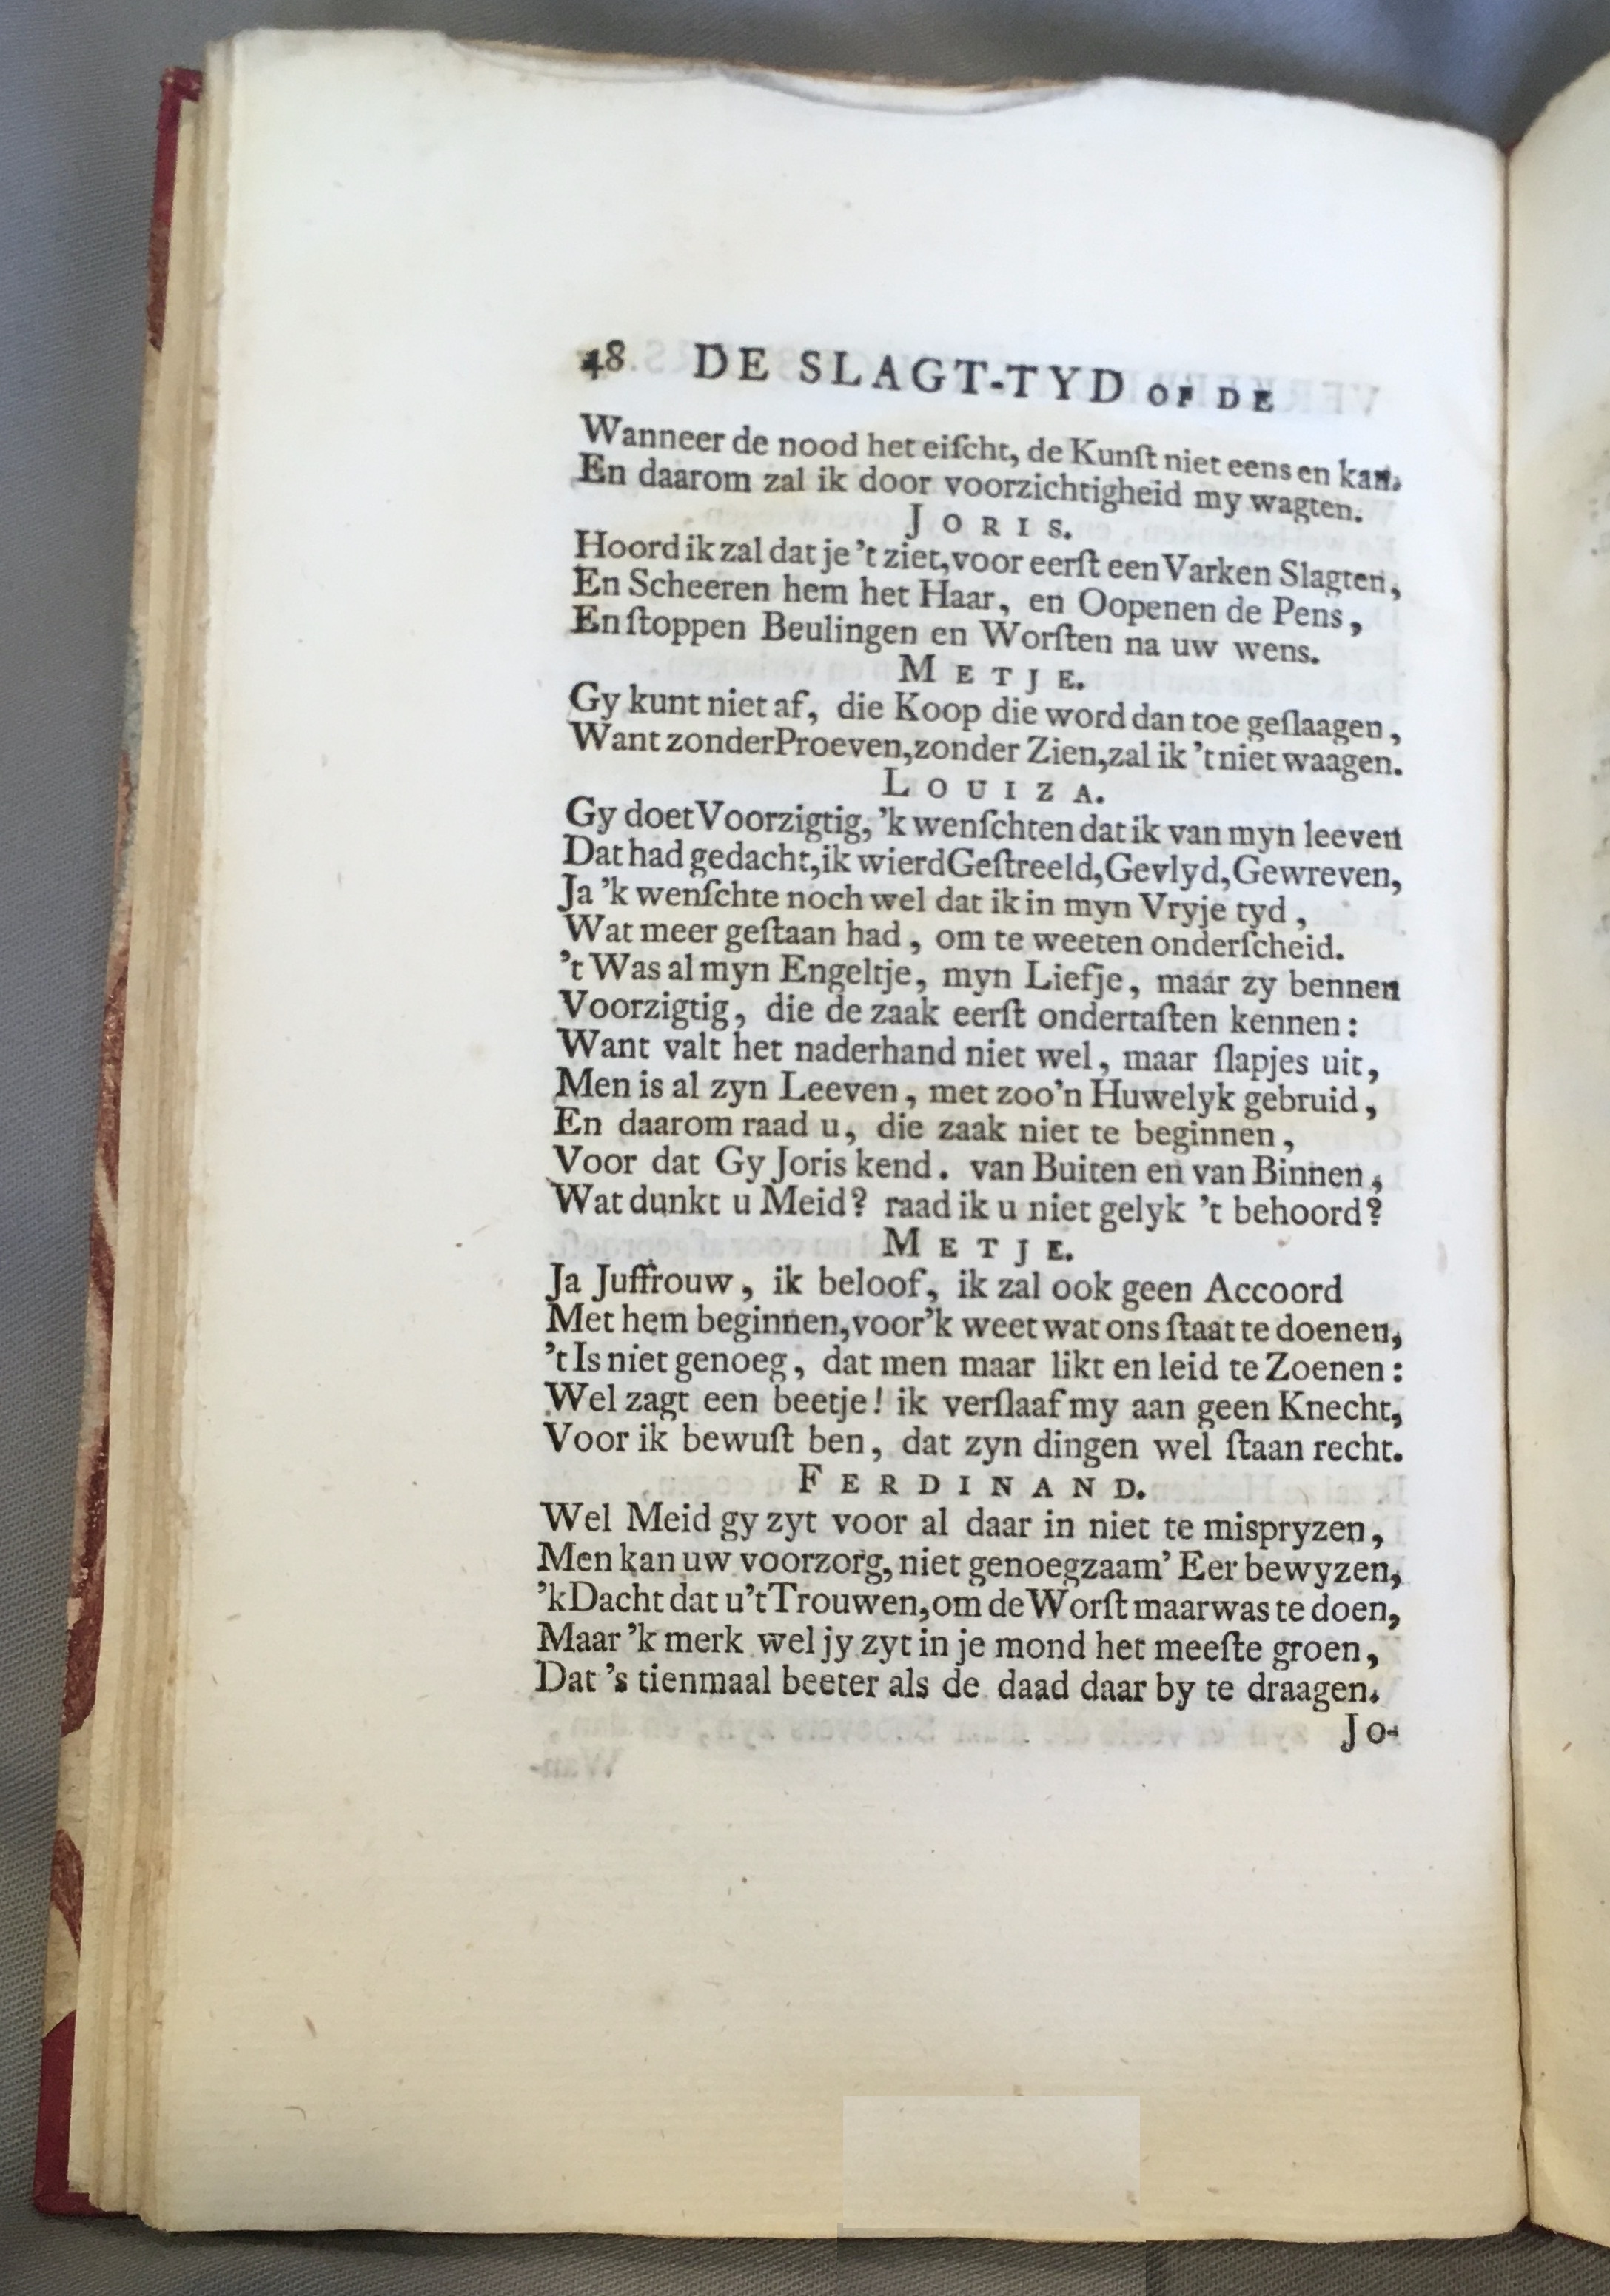 48 DE SLAGT-TYD OF DE
Wanneer de nood het eiſcht, de Kunſt niet eens en kan.
En daarom zal ik door voorzichtigheid my wagten.
JORIS.
Hoord ik zal dat je ’t ziet, voor eerſt een Varken Slagten,
En Scheeren hem het Haar, en Oopenen de Pens,
En ſtoppen Beulingen en Worſten na uw wens.
METJE.
Gy kunt niet af, die Koop die word dan toe geſlaagen,
Want zonder Proeven, zonder Zien, zal ik ’t niet waagen.
LOUIZA.
Gy doet Voorzigtig, ’k wenſchten dat ik van myn leeven
Dat had gedacht, ik wierd Geſtreeld, Gevlyd, Gewreven,
Ja ’k wenſchte noch wel dat ik in myn Vryje tyd,
Wat meer geſtaan had, om te weeten onderſcheid.
’t Was al myn Engeltje, myn Liefje, maar zy bennen
Voorzigtig, die de zaak eerſt ondertaſten kennen:
Want valt het naderhand niet wel, maar ſlapjes uit,
Men is al zyn Leeven, met zoo’n Huwelyk gebruid,
En daarom raad u, die zaak niet te beginnen,
Voor dat Gy Joris kend. van Buiten en van Binnen,
Wat dunkt u Meid? raad ik u niet gelyk ’t behoord?
METJE.
Ja Juffrouw, ik beloof, ik zal ook geen Accoord
Met hem beginnen, voor ’k weet wat ons ſtaat te doenen,
’t Is niet genoeg, dat men maar likt en leid te Zoenen:
Wel zagt een beetje! ik verſlaaf my aan geen Knecht,
Voor ik bewuſt ben, dat zyn dingen wel ſtaan recht.
FERDINAND.
Wel Meid gy zyt voor al daar in niet te mispryzen,
Men kan uw voorzorg, niet genoegzaam’ Eer bewyzen,
’k Dacht dat u ’t Trouwen, om de Worſt maar was te doen,
Maar ’k merk wel jy zyt in je mond het meeſte groen,
Dat ’s tienmaal beeter als de daad daar by te draagen.
Jo-